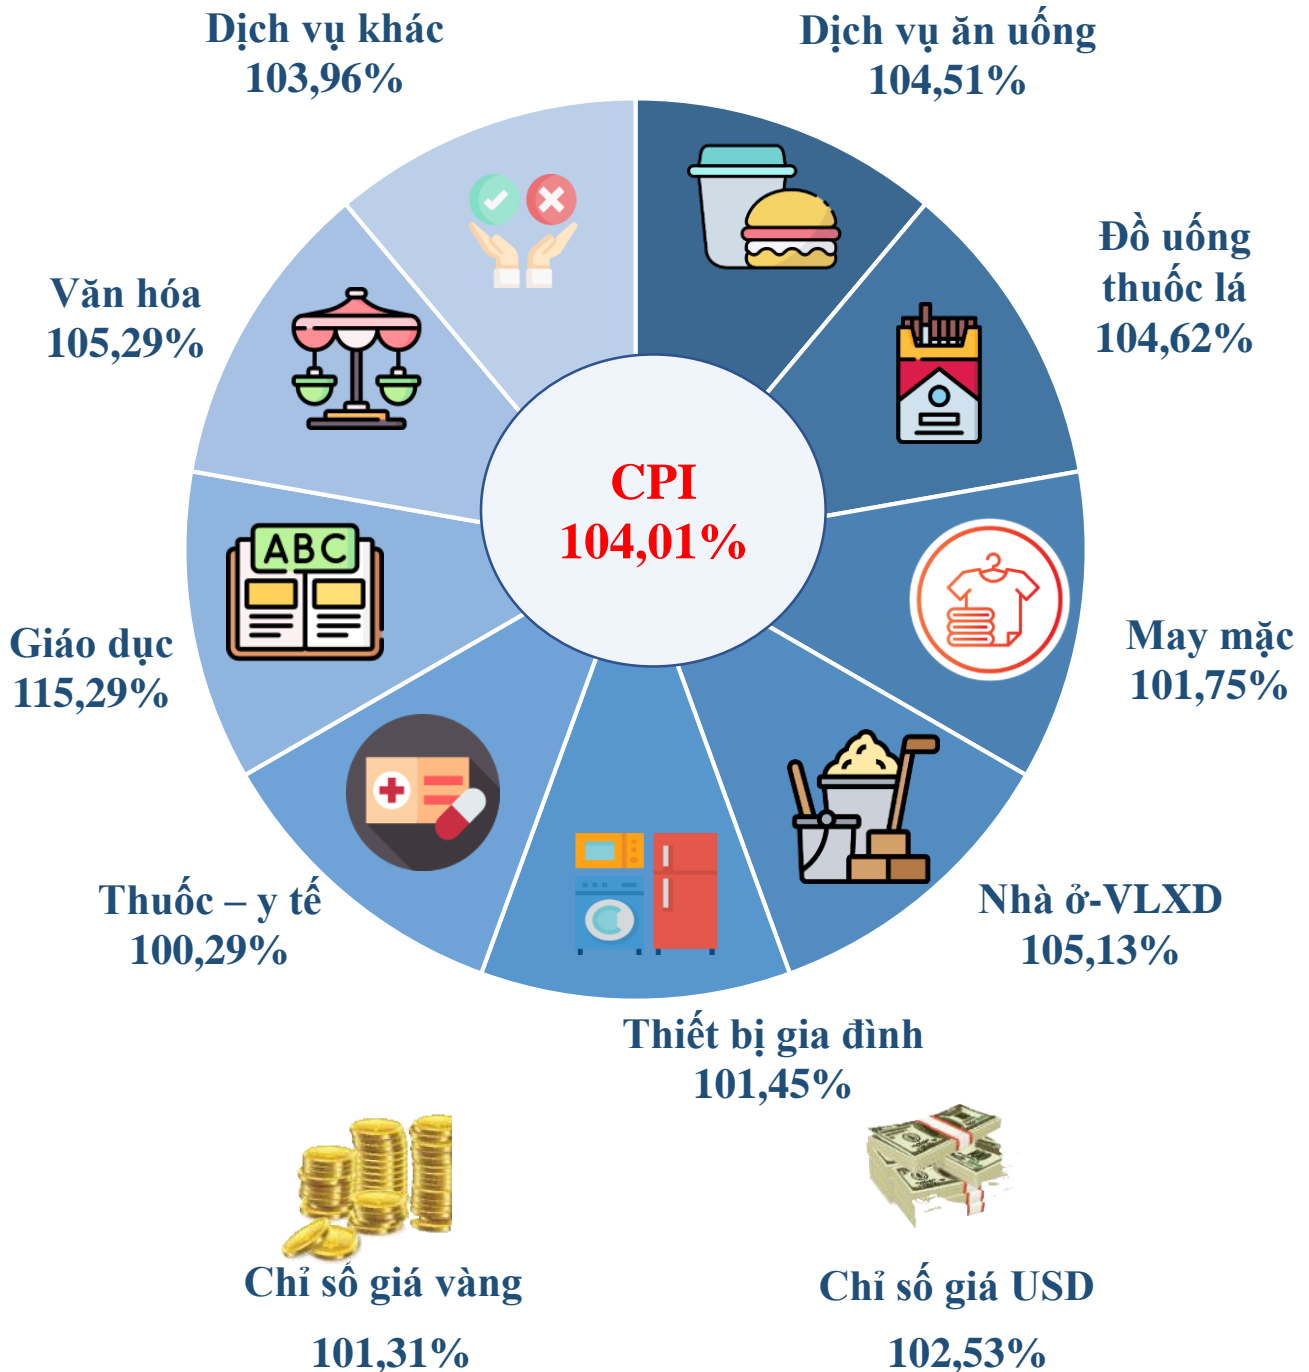 Dịch vụ khác
103,96%
Dịch vụ ăn uống
104,51%
Đồ uống
thuốc lá
104,62%
Văn hóa
105,29%
CPI
104,01%
ABC
Giáo dục
115,29%
May mặc
101,75%
Thuốc – y tế
100,29%
Nhà ở-VLXD
105,13%
Thiết bị gia đình
101,45%
Chỉ số giá vàng
101,31%
Chỉ số giá USD
102,53%